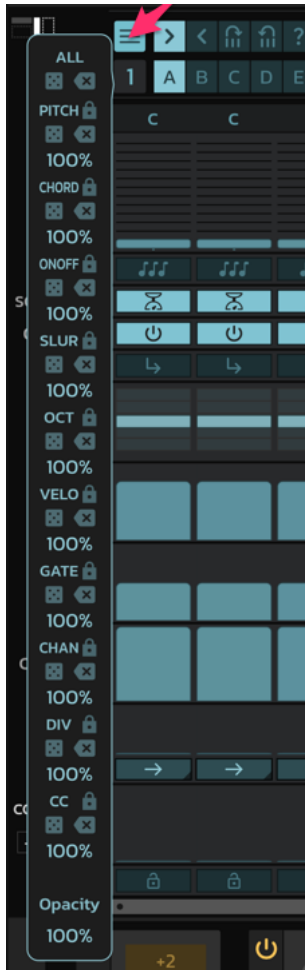 ALL
PITCH
100%
CHORD
100%
ONOFF
100%
SLUR
100%
OCT
100%
VELO
100%
GATE
100%
CHAN
100%
DIV
100%
CC
100%
Opacity
100%
?
1 A B C D E
C C
+2